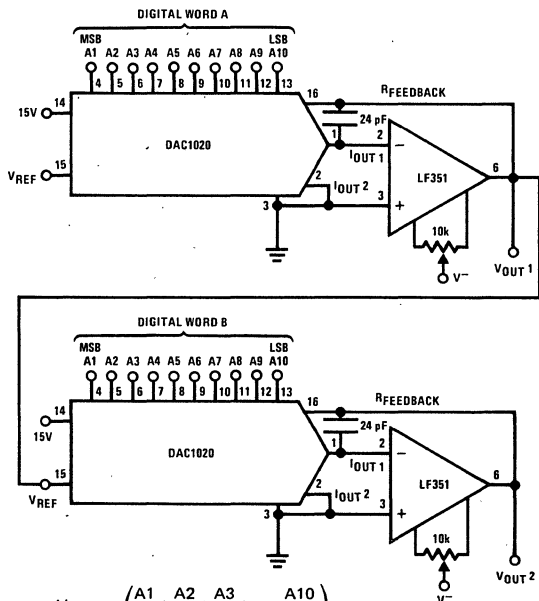 DIGITAL WORD A
MSB LSB
A1 A2 A3 A4 A5 A6 A7 A8 A9 A10
4 5 6 7 8 9 10 11 12 13
16 RFEEDBACK
14
15V
24 pF
1 2
IOUT 1
6
DAC1020
LF351
15
VREF
IOUT 2
2
3
3
10k
V−
VOUT 1
DIGITAL WORD B
MSB LSB
A1 A2 A3 A4 A5 A6 A7 A8 A9 A10
4 5 6 7 8 9 10 11 12 13
16 RFEEDBACK
14
15V
24 pF
1 2
IOUT 1
6
DAC1020
LF351
15
VREF
IOUT 2
2
3
3
10k
V−
VOUT 2
A1 A2 A3 A10